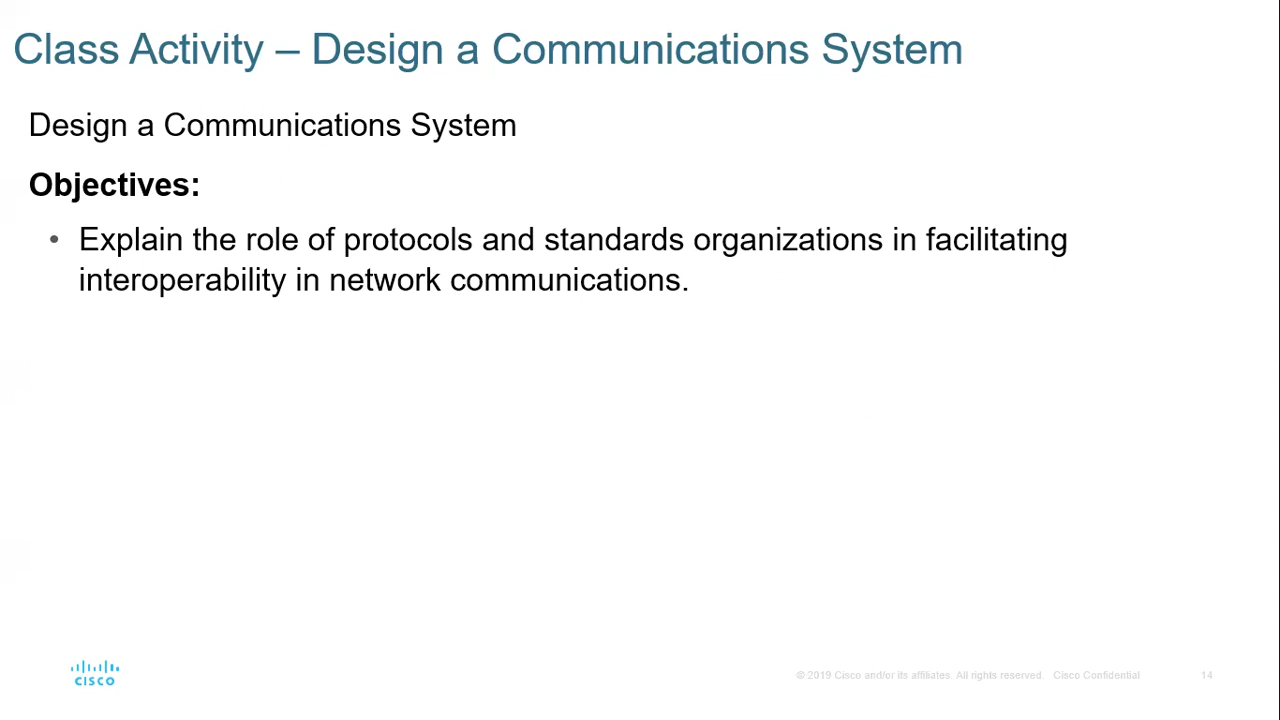 Class Activity – Design a Communications System
Design a Communications System
Objectives:
• Explain the role of protocols and standards organizations in facilitating
interoperability in network communications.
CISCO
© 2019 Cisco and/or its affiliates. All rights reserved. Cisco Confidential
14